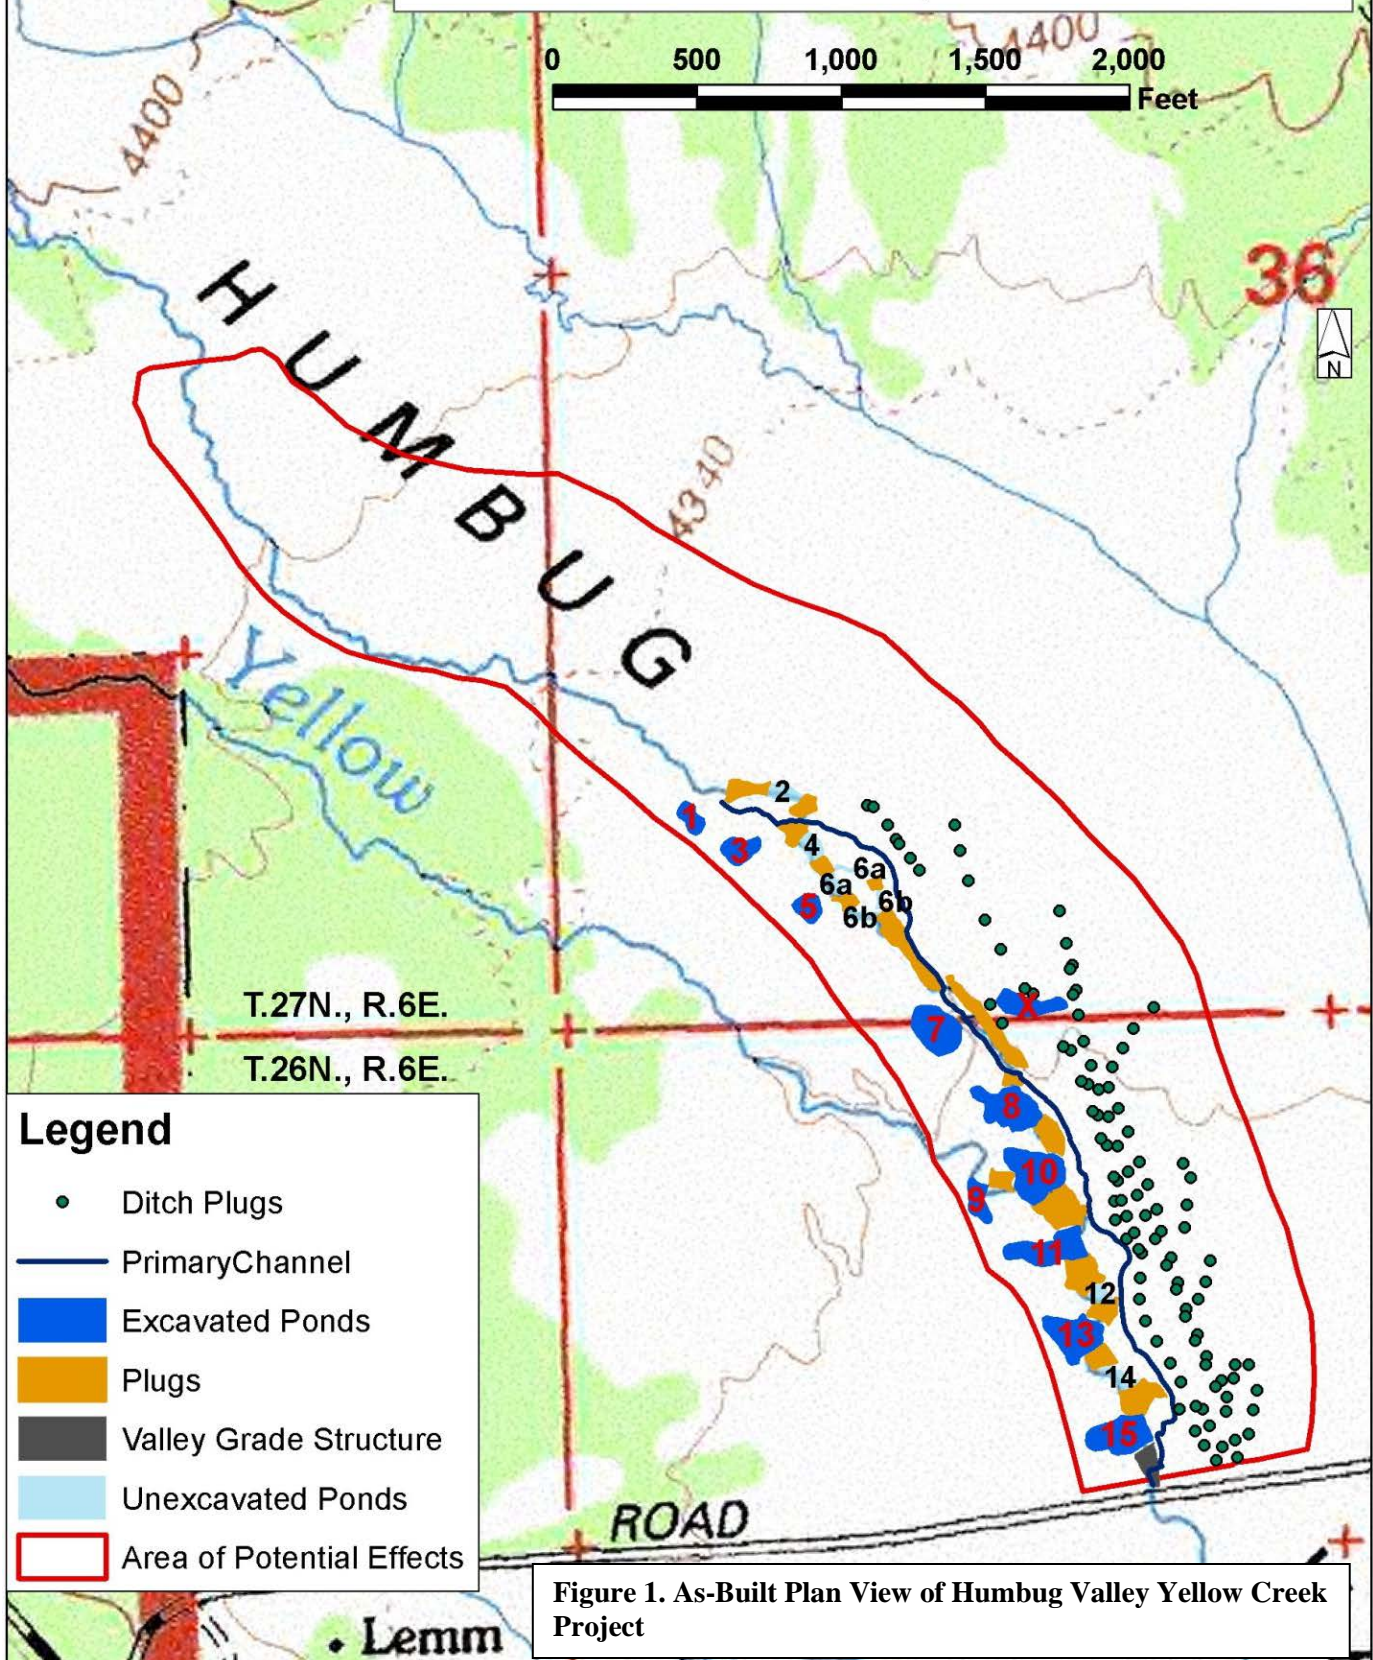 4400
0 500 1,000 1,500 2,000
Feet
4400
36
N
HUMBUG
4340
Yellow
2
1
3
4
6a
6a
6b
5
6b
X
7
T.27N., R.6E.
T.26N., R.6E.
8
10
9
11
12
13
14
15
Legend
Ditch Plugs
PrimaryChannel
Excavated Ponds
Plugs
Valley Grade Structure
Unexcavated Ponds
Area of Potential Effects
ROAD
Figure 1. As-Built Plan View of Humbug Valley Yellow Creek
Project
Lemm